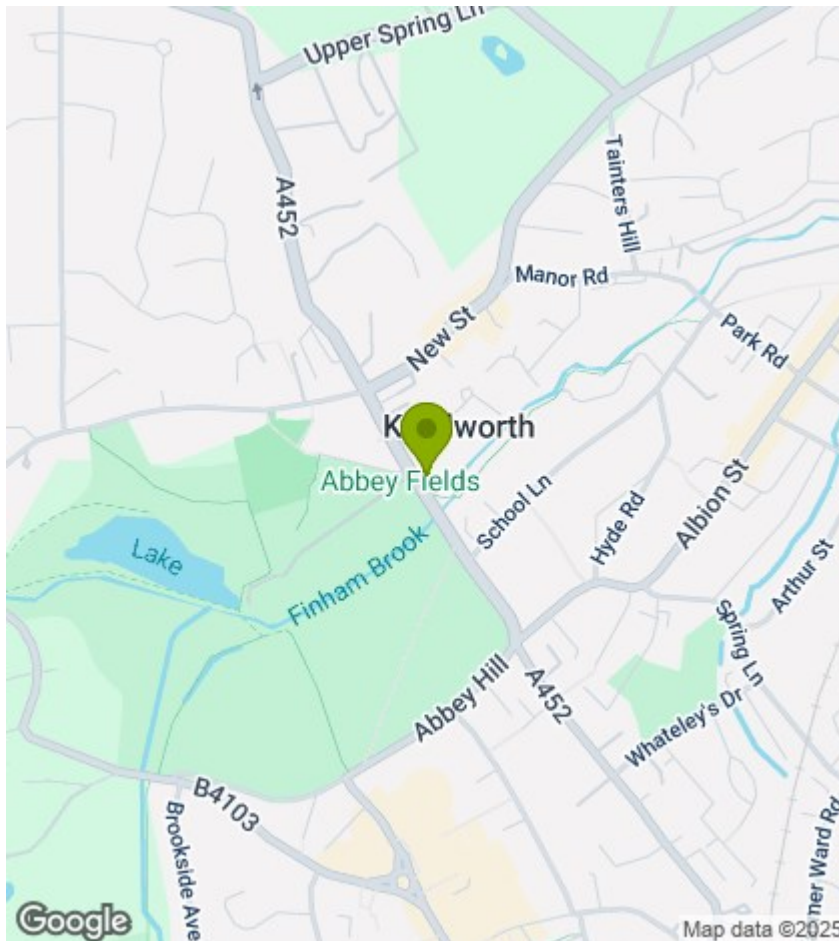 Upper Spring Ln
A452
Tainters Hill
Manor Rd
New St
Park Rd
Abbey Fields
School Ln
Hyde Rd
Albion St
Lake
Finham Brook
Arthur St
Spring Ln
Abbey Hill
A452
Whateley's Dr
B4103
Brookside Ave
Ward Rd
Google
Map data ©2025